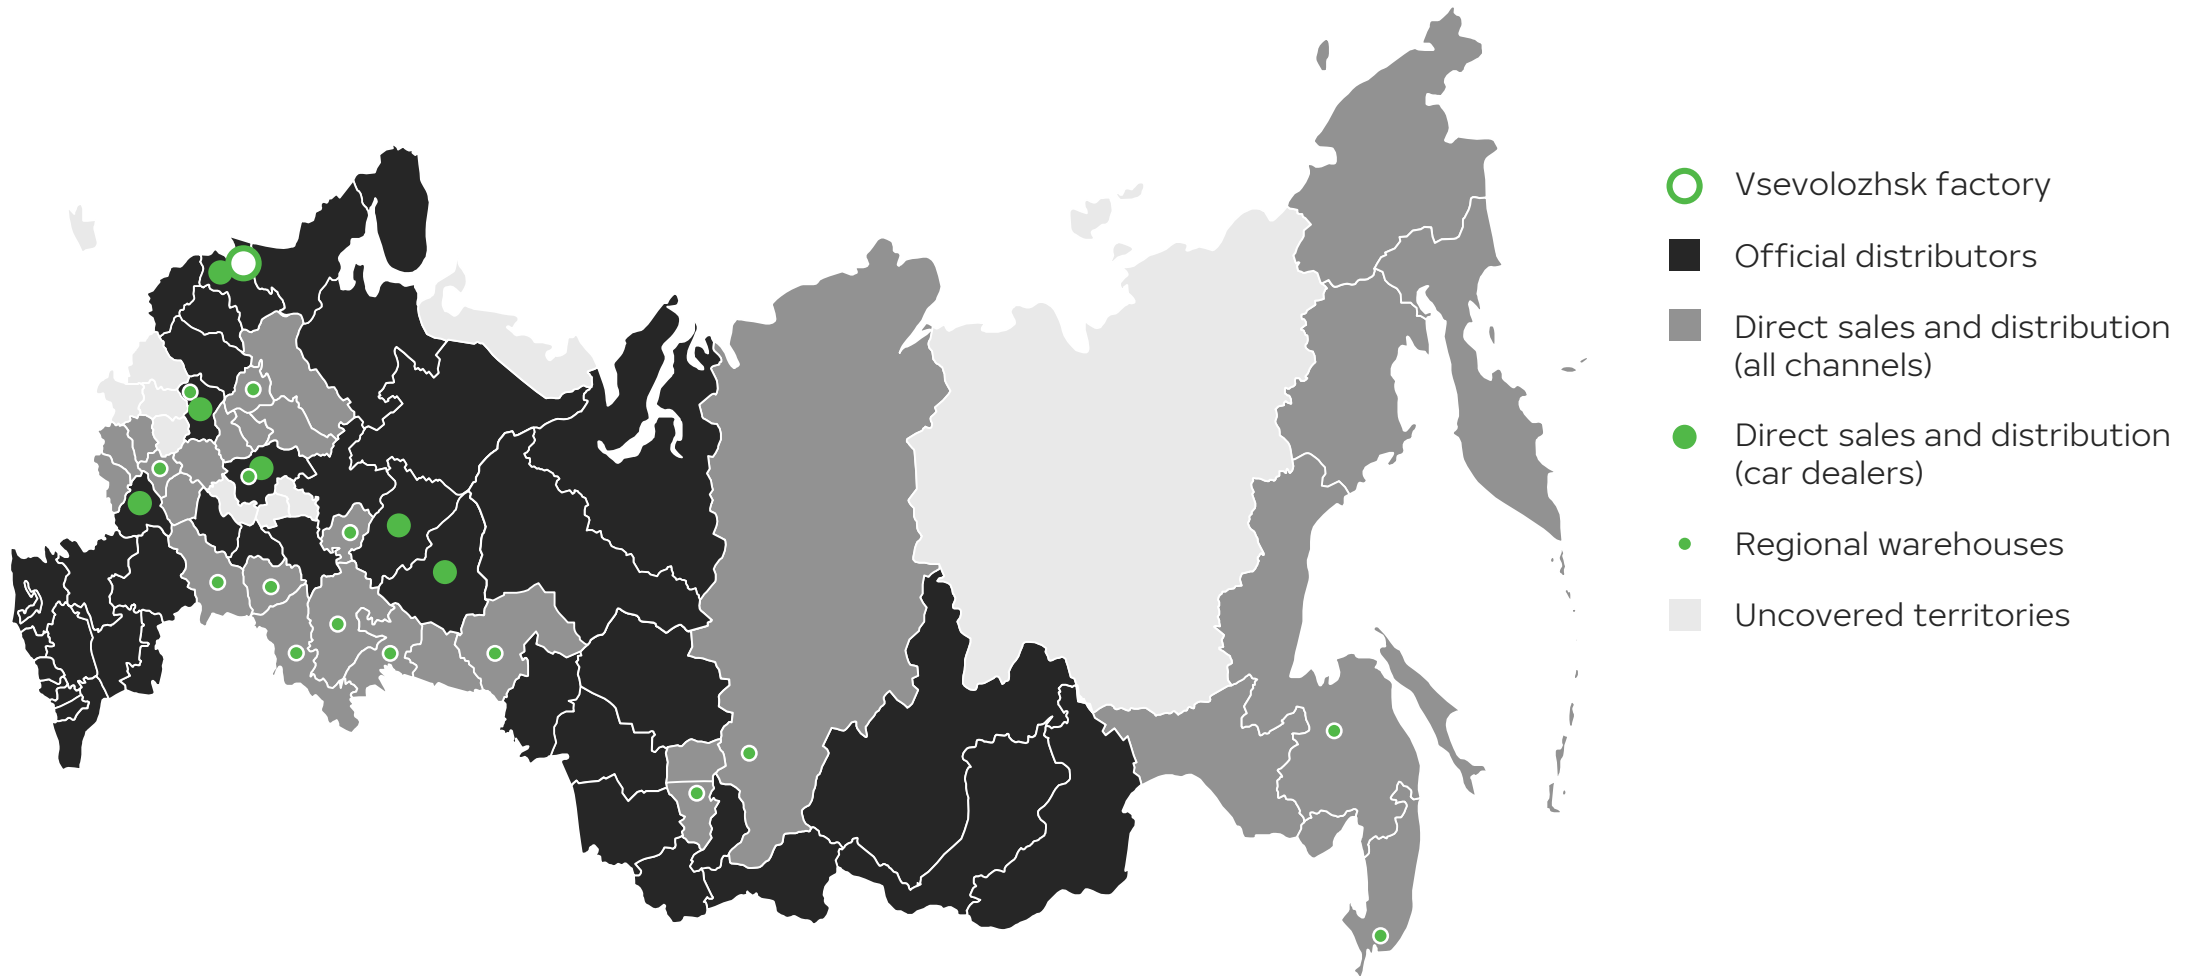 Vsevolozhsk factory
Official distributors
Direct sales and distribution
(all channels)
Direct sales and distribution
(car dealers)
Regional warehouses
Uncovered territories